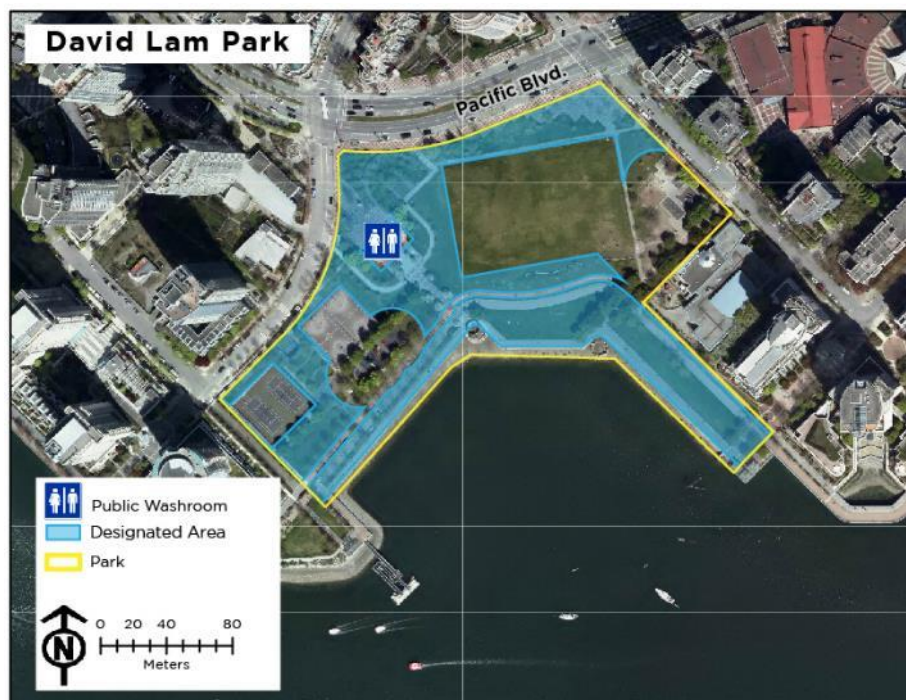 David Lam Park
Pacific Blvd.
Public Washroom
Designated Area
Park
N
0 20 40 80
Meters